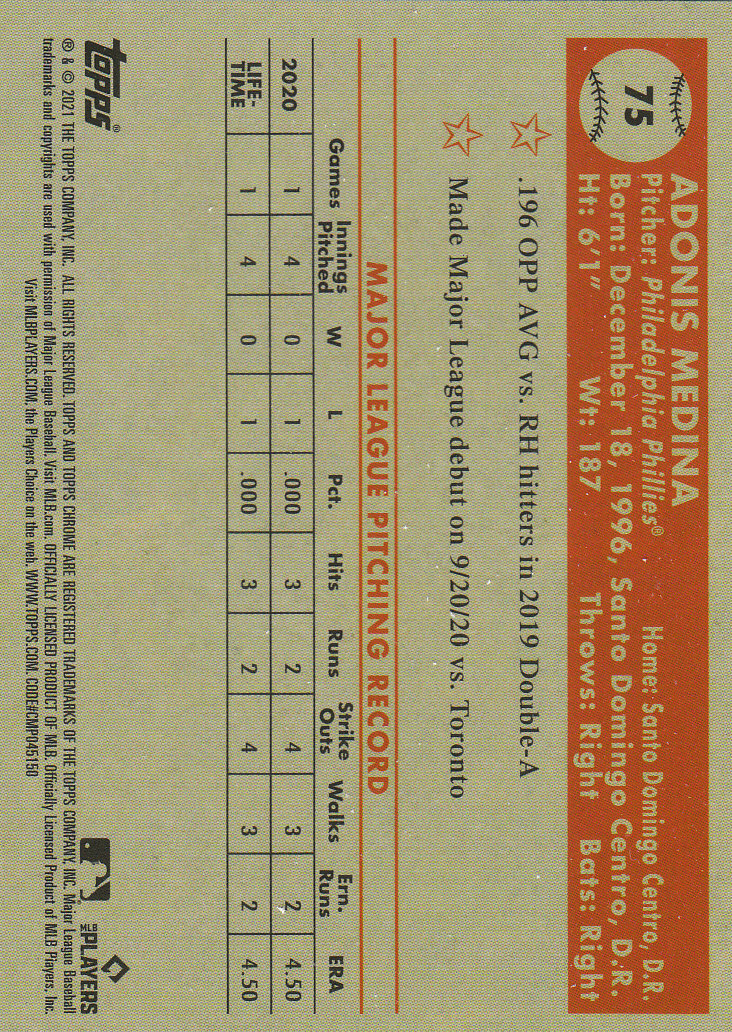 75
ADONIS MEDINA
Pitcher: Philadelphia Phillies® Home: Santo Domingo Centro, D.R.
Born: December 18, 1996, Santo Domingo Centro, D.R.
Ht: 6'1" Wt: 187 Throws: Right Bats: Right
.196 OPP AVG vs. RH hitters in 2019 Double-A
Made Major League debut on 9/20/20 vs. Toronto
MAJOR LEAGUE PITCHING RECORD
Games Innings Pitched W L Pct. Hits Runs Strike Outs Walks Ern. Runs ERA
2020 1 4 0 1 .000 3 2 4 3 2 4.50
LIFE-TIME 1 4 0 1 .000 3 2 4 3 2 4.50
topps®
MLB PLAYERS
® & © 2021 THE TOPPS COMPANY, INC. ALL RIGHTS RESERVED. TOPPS AND TOPPS CHROME ARE REGISTERED TRADEMARKS OF THE TOPPS COMPANY, INC. Major League Baseball
trademarks and copyrights are used with permission of Major League Baseball. Visit MLB.com. OFFICIALLY LICENSED PRODUCT OF MLB. Officially Licensed Product of MLB Players, Inc.
Visit MLBPLAYERS.COM, the Players Choice on the web. WWW.TOPPS.COM. CODE#CMP045150